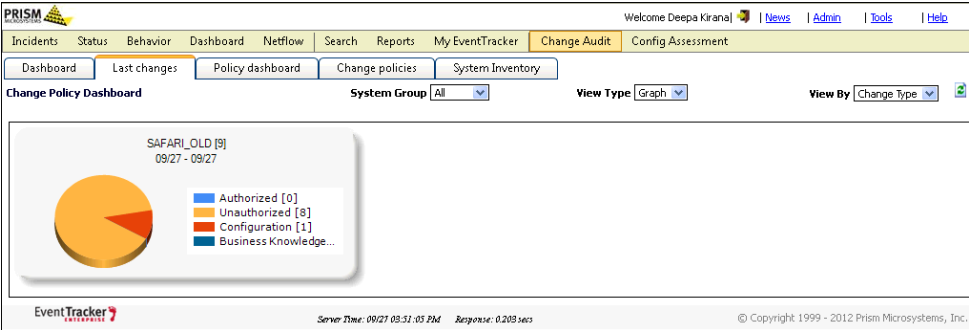 PRISM
MICROSYSTEMS
Welcome Deepa Kirana| | News | Admin | Tools | Help
Incidents Status Behavior Dashboard Netflow Search Reports My EventTracker Change Audit Config Assessment
Dashboard Last changes Policy dashboard Change policies System Inventory
Change Policy Dashboard System Group All View Type Graph View By Change Type
SAFARI_OLD [9]
09/27 - 09/27
Authorized [0]
Unauthorized [8]
Configuration [1]
Business Knowledge...
EventTracker
ENTERPRISE
Server Time: 09/27 03:51:05 PM Response: 0.203 secs
© Copyright 1999 - 2012 Prism Microsystems, Inc.